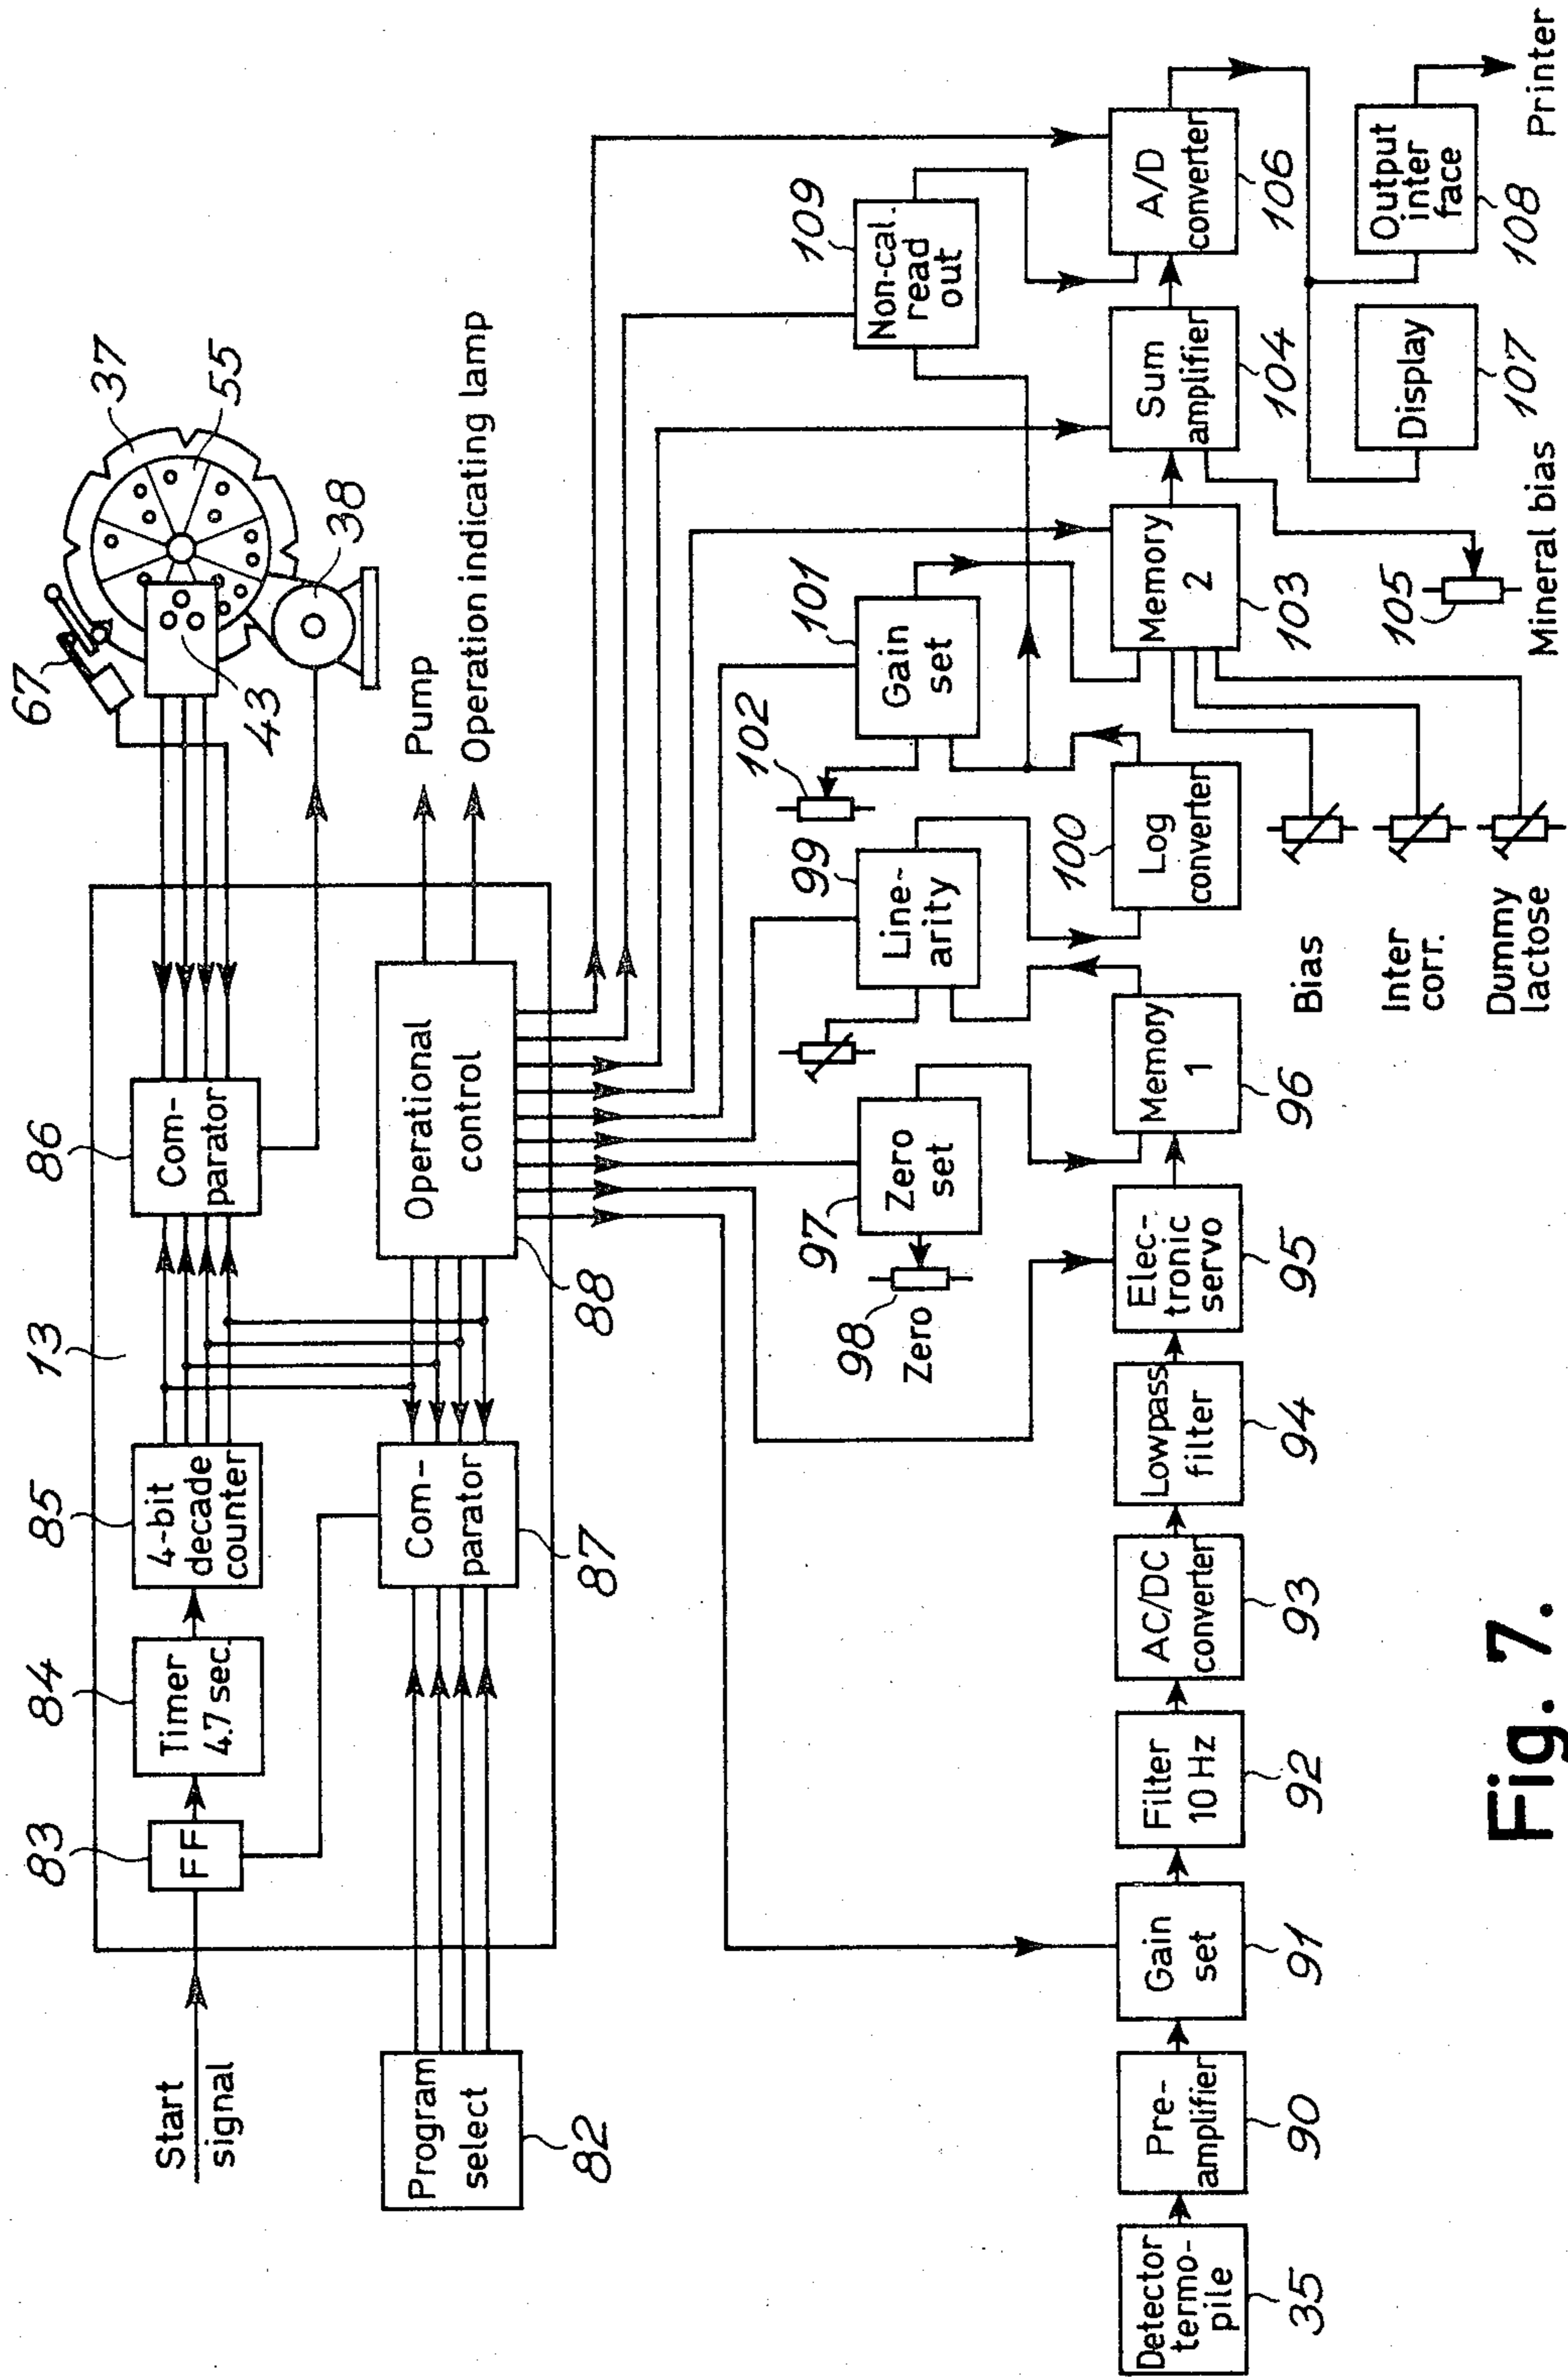 Start
signal
83
FF
84
Timer
4.7 sec.
85
4-bit
decade
counter
13
86
Com-
parator
67
43
37
55
38
Program
select
82
Com-
parator
87
Operational
control
88
Pump
Operation indicating lamp
Zero
set
97
98
Zero
Line-
arity
99
Gain
set
101
102
Non-cal.
read
out
109
Detector
termo-
pile
35
Pre-
amplifier
90
Gain
set
91
Filter
10 Hz
92
AC/DC
converter
93
Lowpass
filter
94
Elec-
tronic
servo
95
Memory
1
96
Log
converter
100
Memory
2
103
Sum
amplifier
104
A/D
converter
106
Bias
Inter
corr.
Dummy
lactose
105
Mineral bias
Display
107
Output
inter
face
108
Printer
Fig. 7.